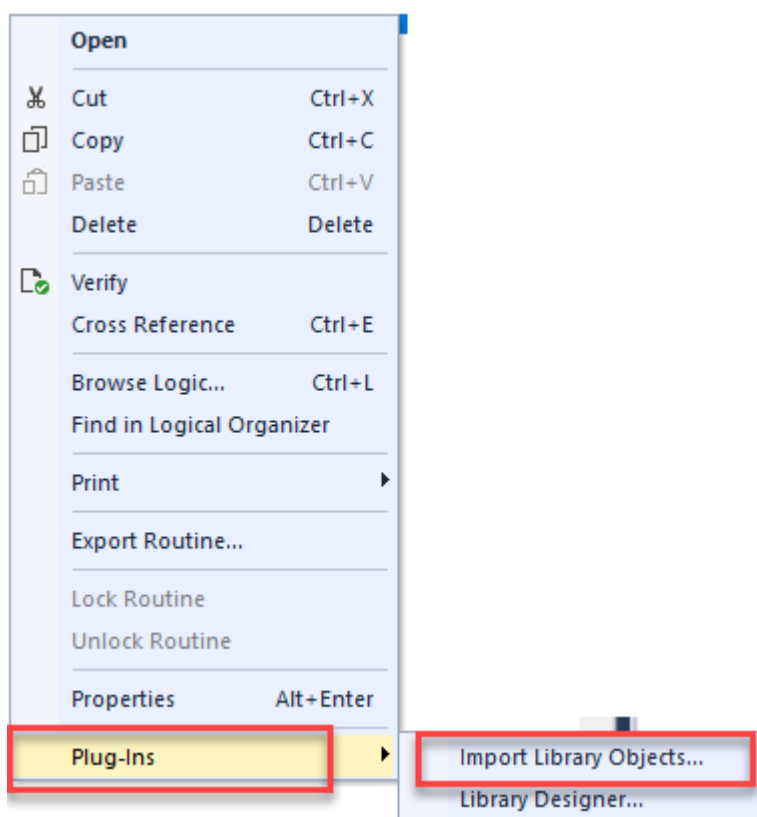 Open
Cut Ctrl+X
Copy Ctrl+C
Paste Ctrl+V
Delete Delete
Verify
Cross Reference Ctrl+E
Browse Logic... Ctrl+L
Find in Logical Organizer
Print
Export Routine...
Lock Routine
Unlock Routine
Properties Alt+Enter
Plug-Ins
Import Library Objects...
Library Designer...